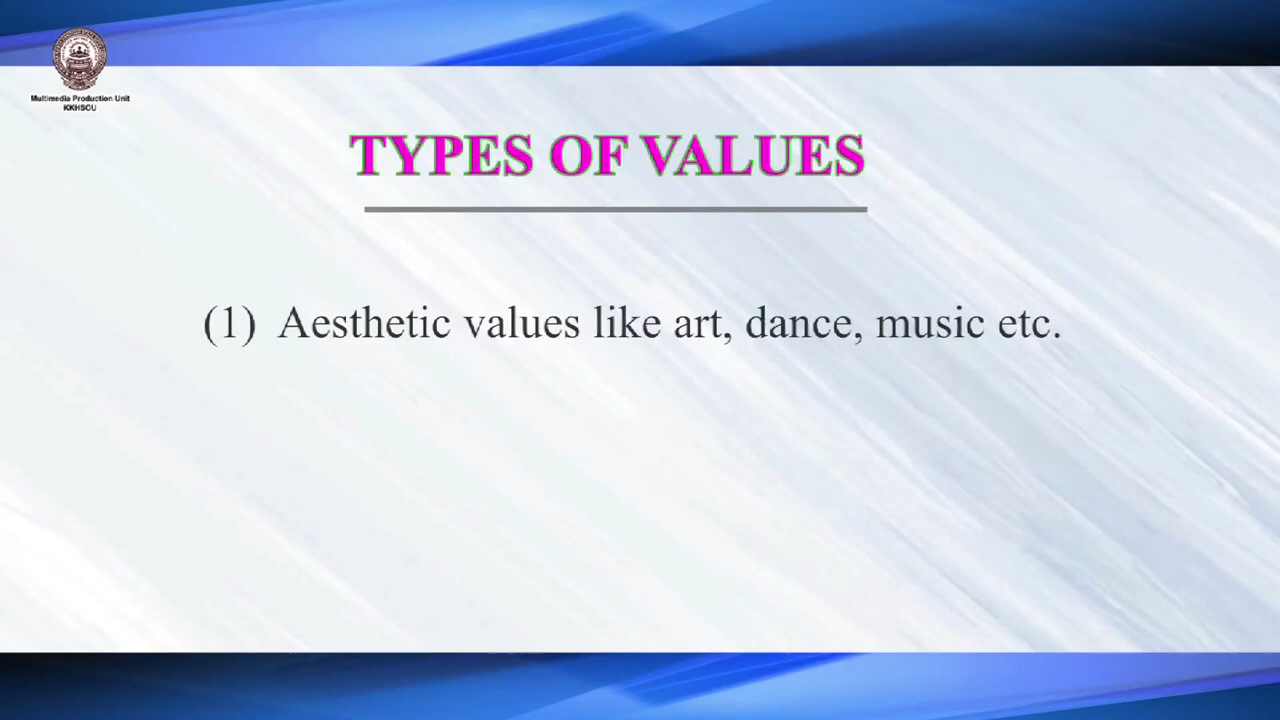 Multimedia Production Unit
KKHSOU
TYPES OF VALUES
(1) Aesthetic values like art, dance, music etc.